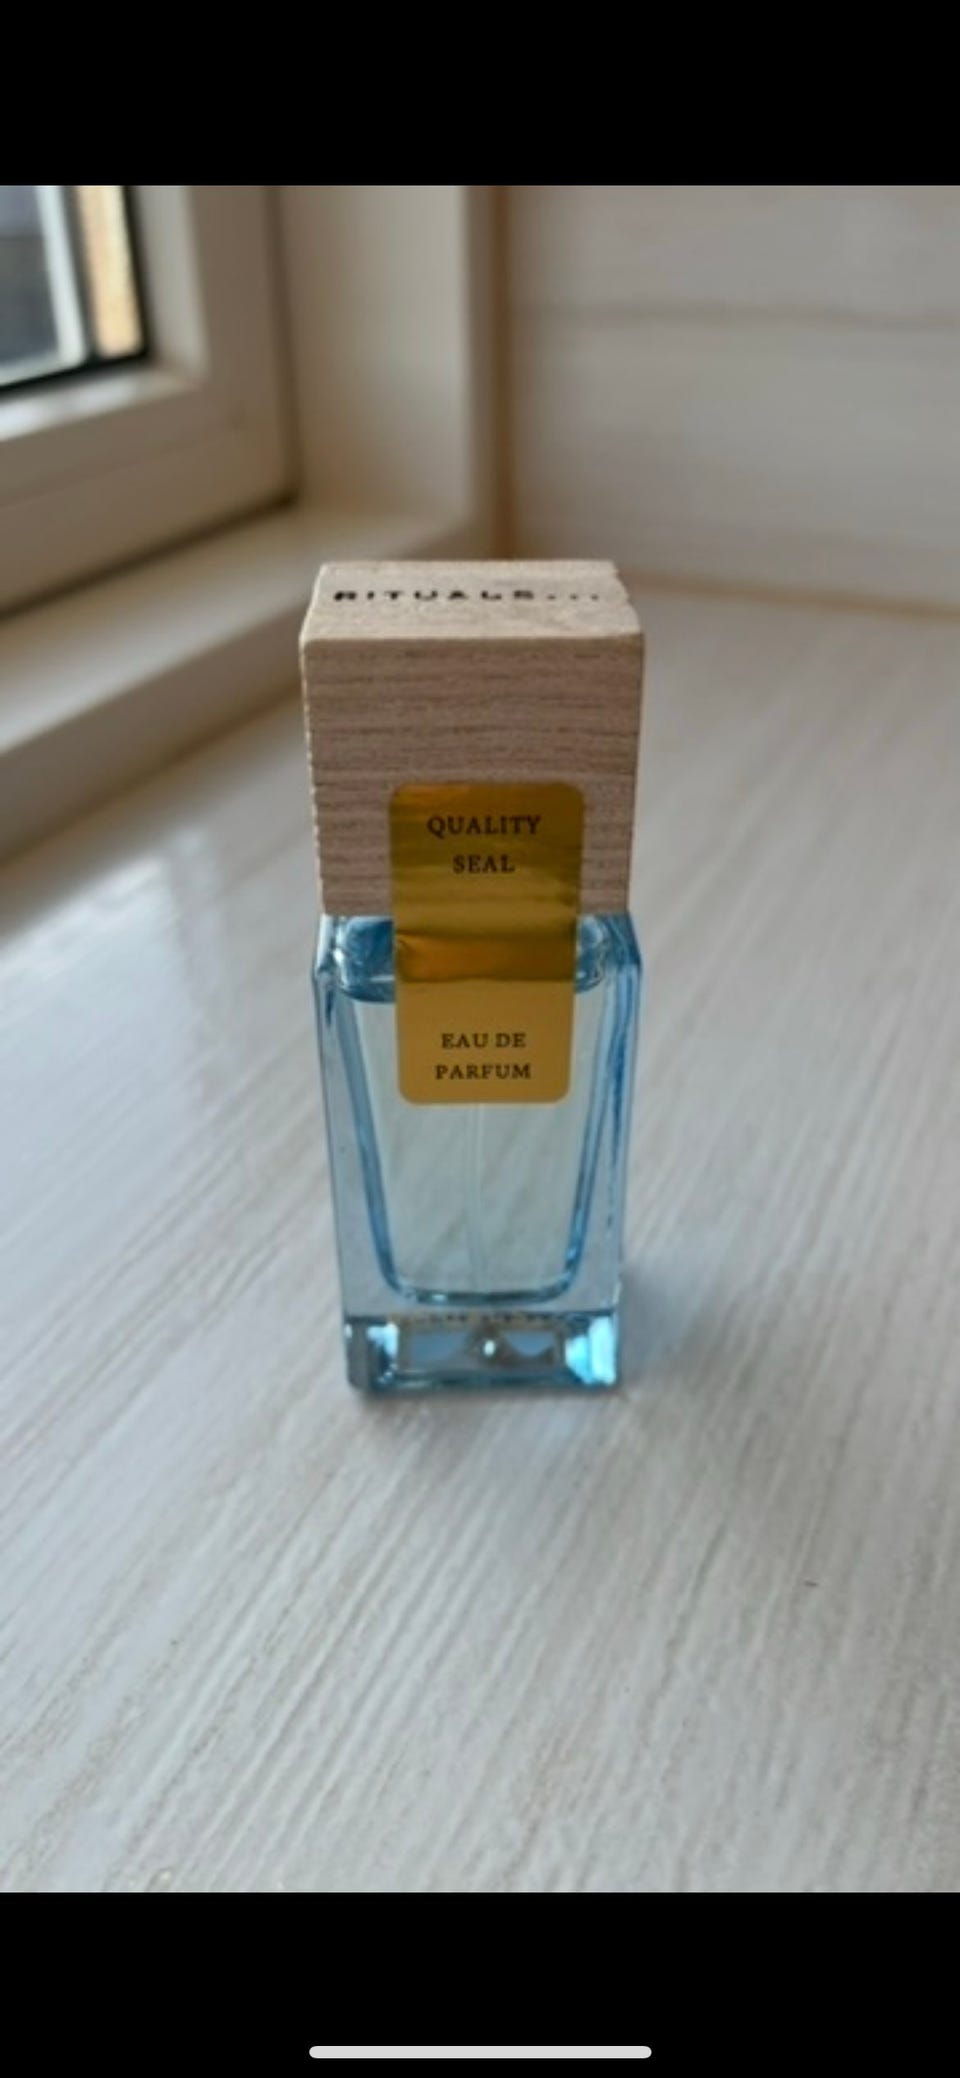 RITUALS...
QUALITY
SEAL
EAU DE
PARFUM